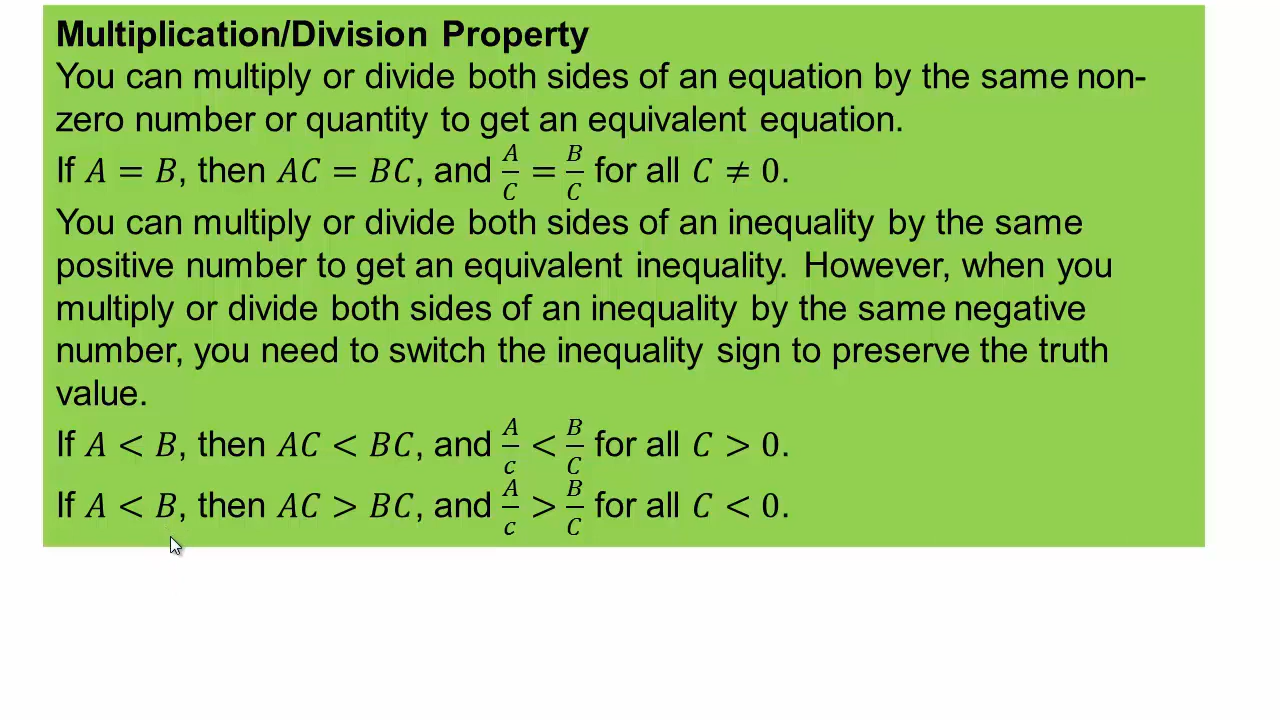 Multiplication/Division Property
You can multiply or divide both sides of an equation by the same non-
zero number or quantity to get an equivalent equation.
If A = B, then AC = BC, and A/C = B/C for all C ≠ 0.
You can multiply or divide both sides of an inequality by the same
positive number to get an equivalent inequality. However, when you
multiply or divide both sides of an inequality by the same negative
number, you need to switch the inequality sign to preserve the truth
value.
If A < B, then AC < BC, and A/c < B/C for all C > 0.
If A < B, then AC > BC, and A/c > B/C for all C < 0.